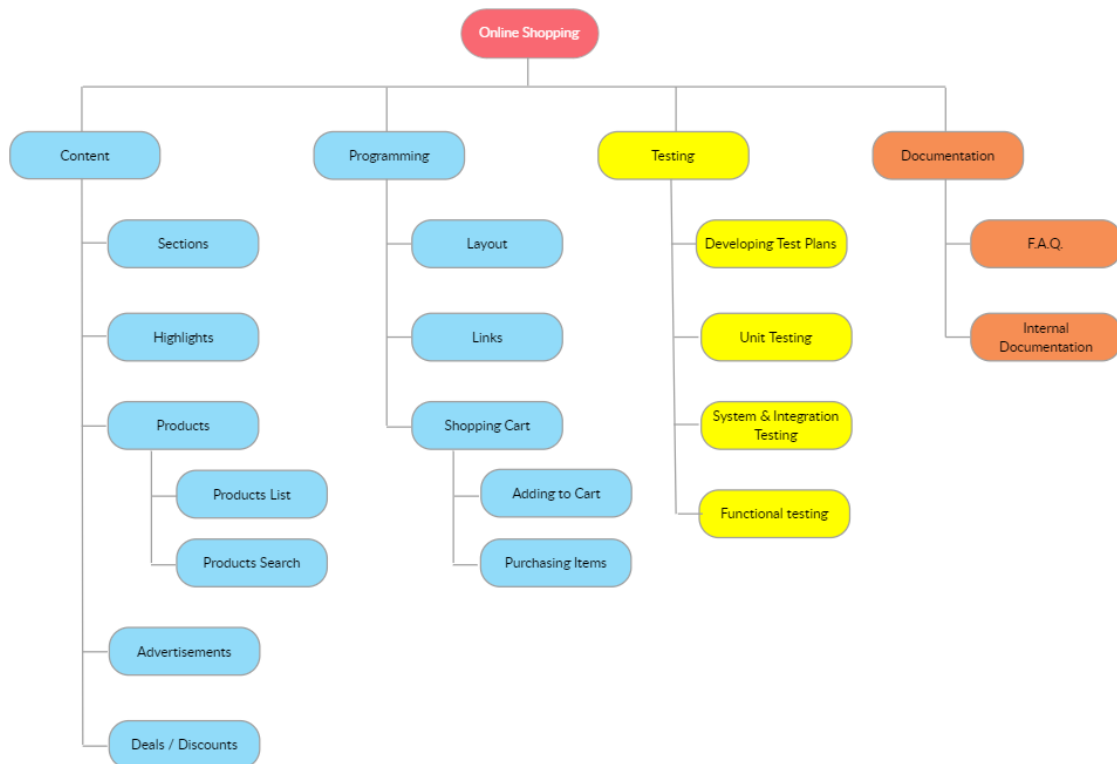 Online Shopping
Content
Programming
Testing
Documentation
Sections
Layout
Developing Test Plans
F.A.Q.
Highlights
Links
Unit Testing
Internal
Documentation
Products
Shopping Cart
System & Integration
Testing
Products List
Adding to Cart
Functional testing
Products Search
Purchasing Items
Advertisements
Deals / Discounts